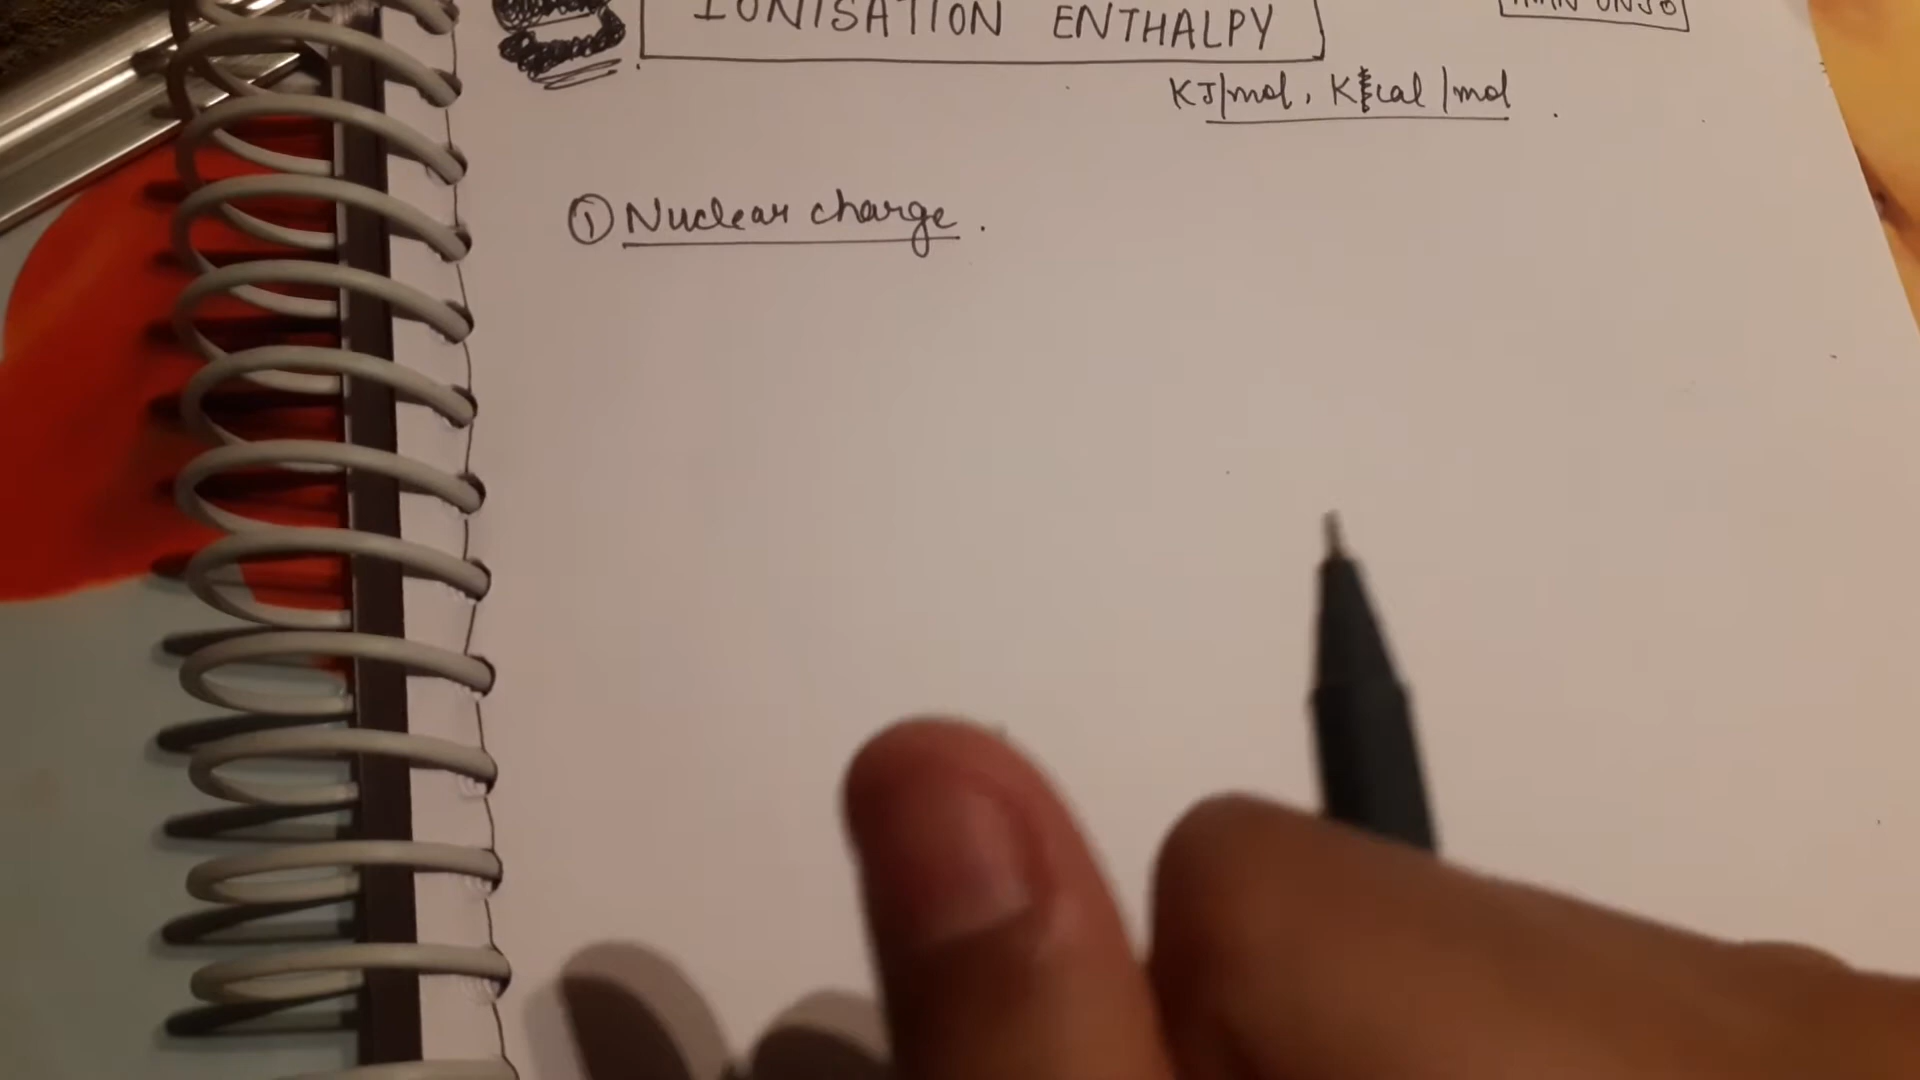 IONISATION ENTHALPY
KJ/mol, Kcal/mol
① Nuclear charge.